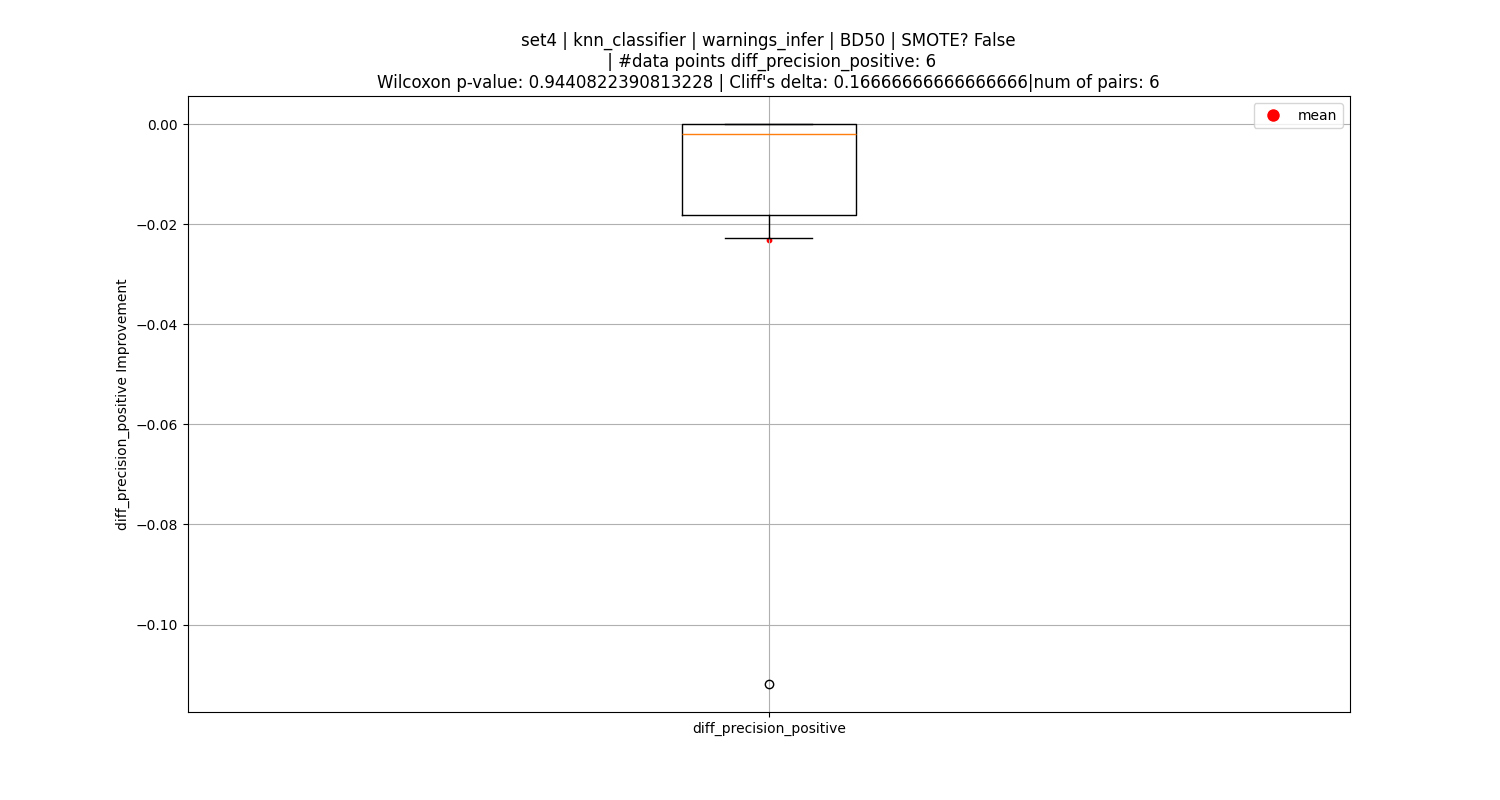 set4 | knn_classifier | warnings_infer | BD50 | SMOTE? False
| #data points diff_precision_positive: 6
Wilcoxon p-value: 0.9440822390813228 | Cliff's delta: 0.16666666666666666|num of pairs: 6
mean
0.00
−0.02
−0.04
−0.06
−0.08
−0.10
diff_precision_positive Improvement
diff_precision_positive